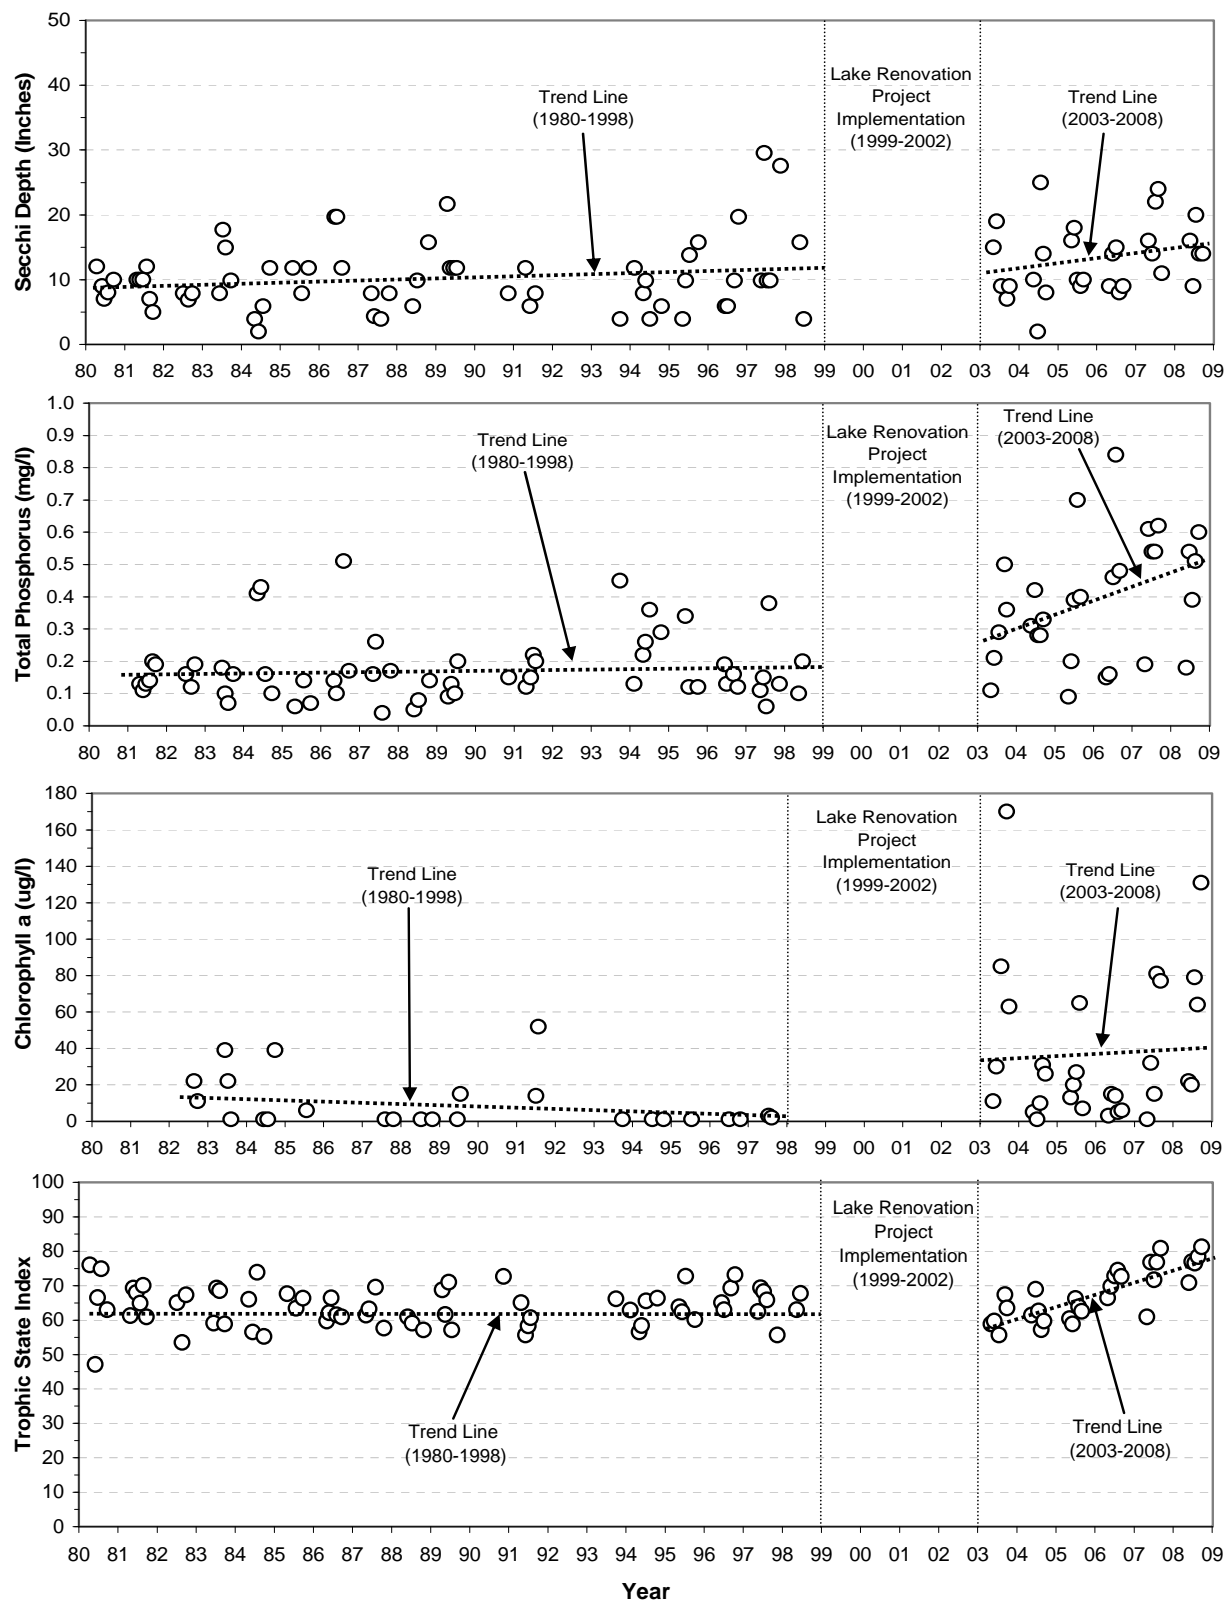 Secchi Depth (Inches)
50
40
30
20
10
0
Trend Line
(1980-1998)
Lake Renovation
Project
Implementation
(1999-2002)
Trend Line
(2003-2008)
80 81 82 83 84 85 86 87 88 89 90 91 92 93 94 95 96 97 98 99 00 01 02 03 04 05 06 07 08 09
Total Phosphorus (mg/l)
1.0
0.9
0.8
0.7
0.6
0.5
0.4
0.3
0.2
0.1
0.0
Trend Line
(1980-1998)
Lake Renovation
Project
Implementation
(1999-2002)
Trend Line
(2003-2008)
80 81 82 83 84 85 86 87 88 89 90 91 92 93 94 95 96 97 98 99 00 01 02 03 04 05 06 07 08 09
Chlorophyll a (ug/l)
180
160
140
120
100
80
60
40
20
0
Trend Line
(1980-1998)
Lake Renovation
Project
Implementation
(1999-2002)
Trend Line
(2003-2008)
80 81 82 83 84 85 86 87 88 89 90 91 92 93 94 95 96 97 98 99 00 01 02 03 04 05 06 07 08 09
Trophic State Index
100
90
80
70
60
50
40
30
20
10
0
Lake Renovation
Project
Implementation
(1999-2002)
Trend Line
(1980-1998)
Trend Line
(2003-2008)
80 81 82 83 84 85 86 87 88 89 90 91 92 93 94 95 96 97 98 99 00 01 02 03 04 05 06 07 08 09
Year